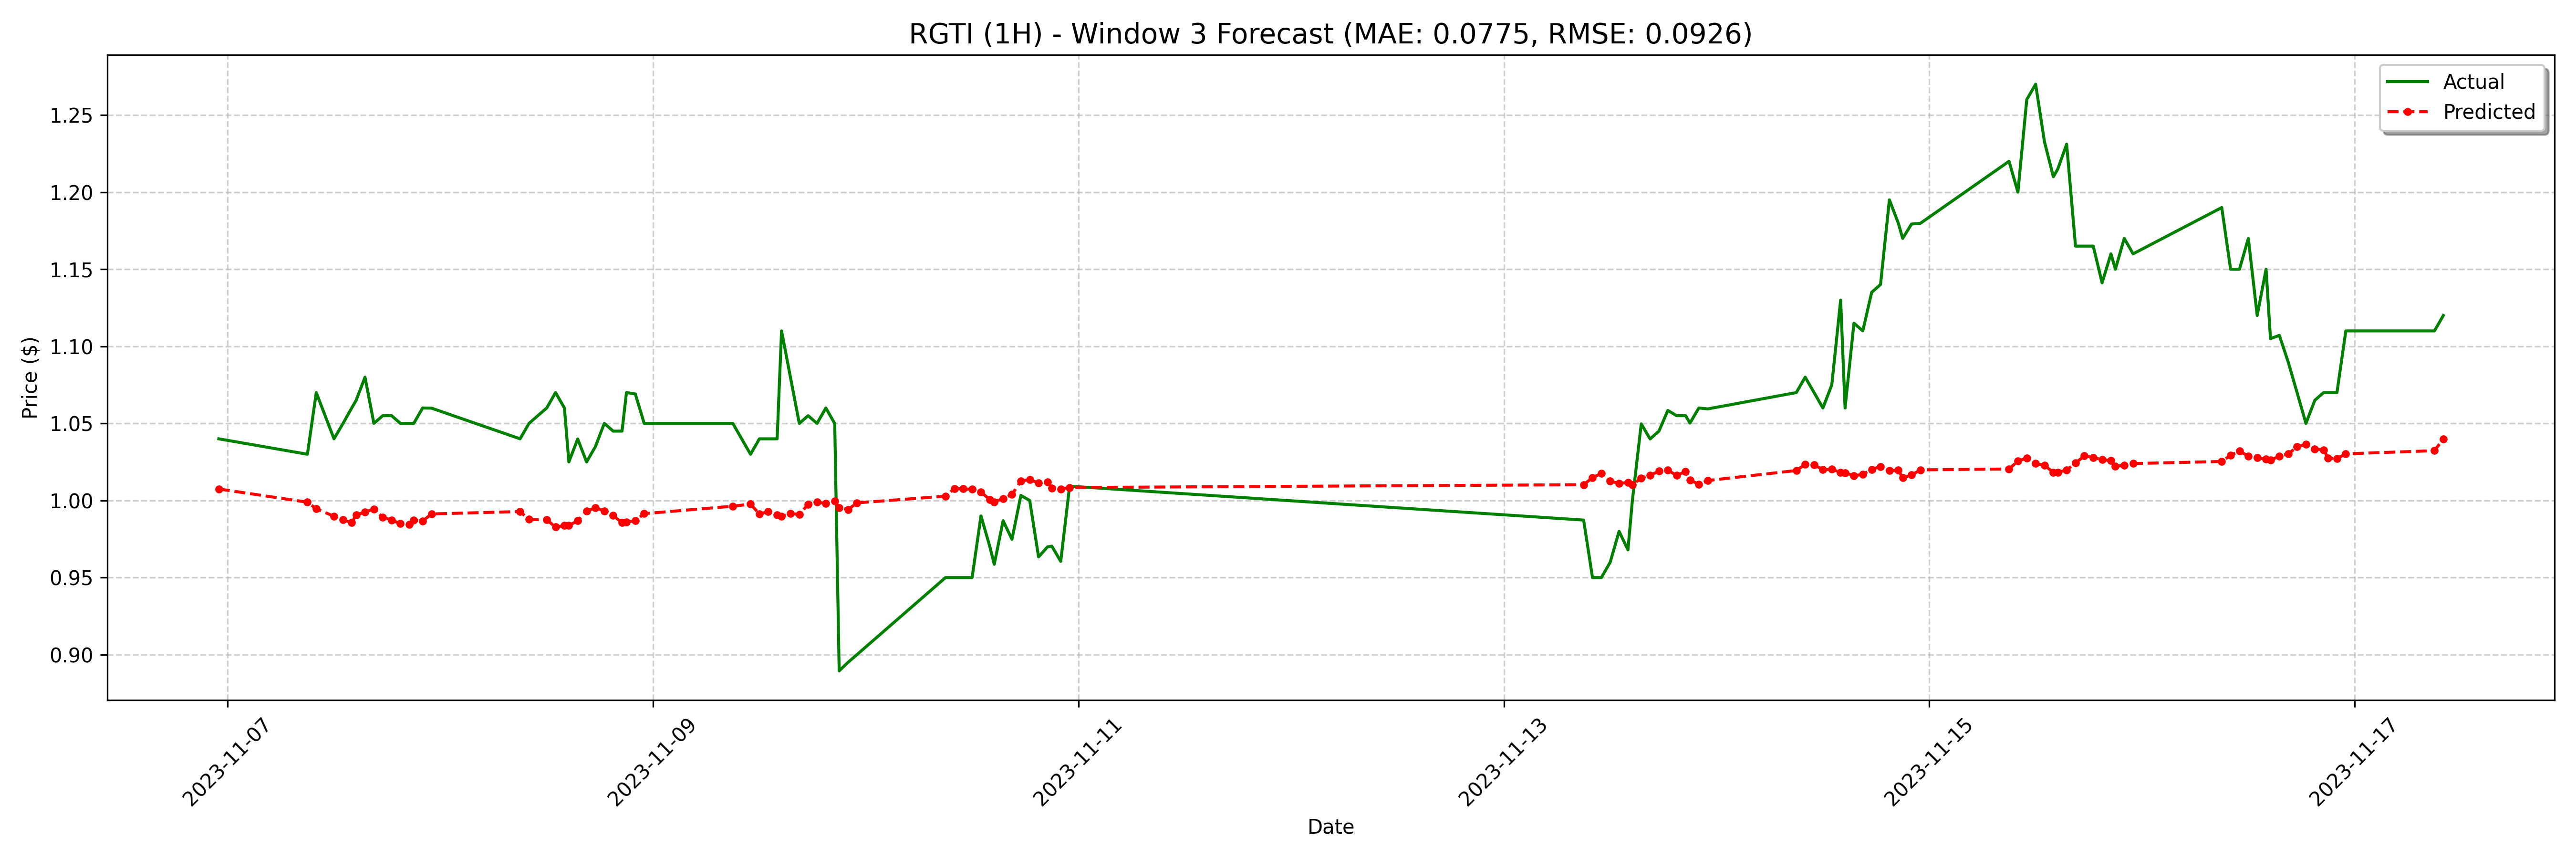 RGTI (1H) - Window 3 Forecast (MAE: 0.0775, RMSE: 0.0926)
Actual
Predicted
Price ($)
1.25
1.20
1.15
1.10
1.05
1.00
0.95
0.90
2023-11-07
2023-11-09
2023-11-11
2023-11-13
2023-11-15
2023-11-17
Date